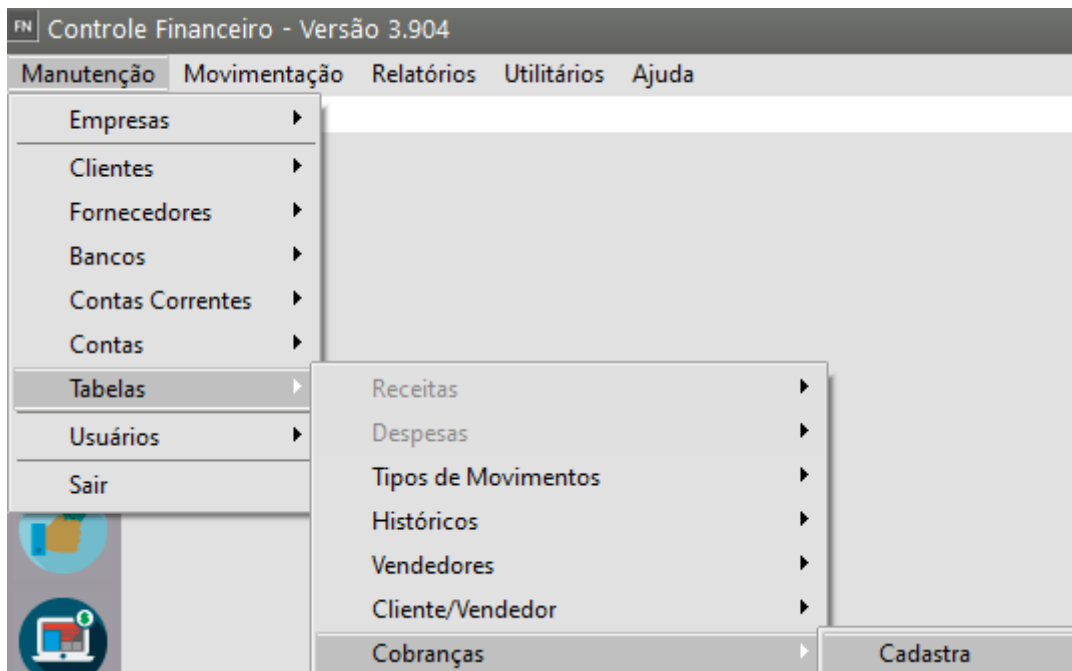 FN Controle Financeiro - Versão 3.904
Manutenção Movimentação Relatórios Utilitários Ajuda
Empresas
Clientes
Fornecedores
Bancos
Contas Correntes
Contas
Tabelas
Usuários
Sair
Receitas
Despesas
Tipos de Movimentos
Históricos
Vendedores
Cliente/Vendedor
Cobranças
Cadastra